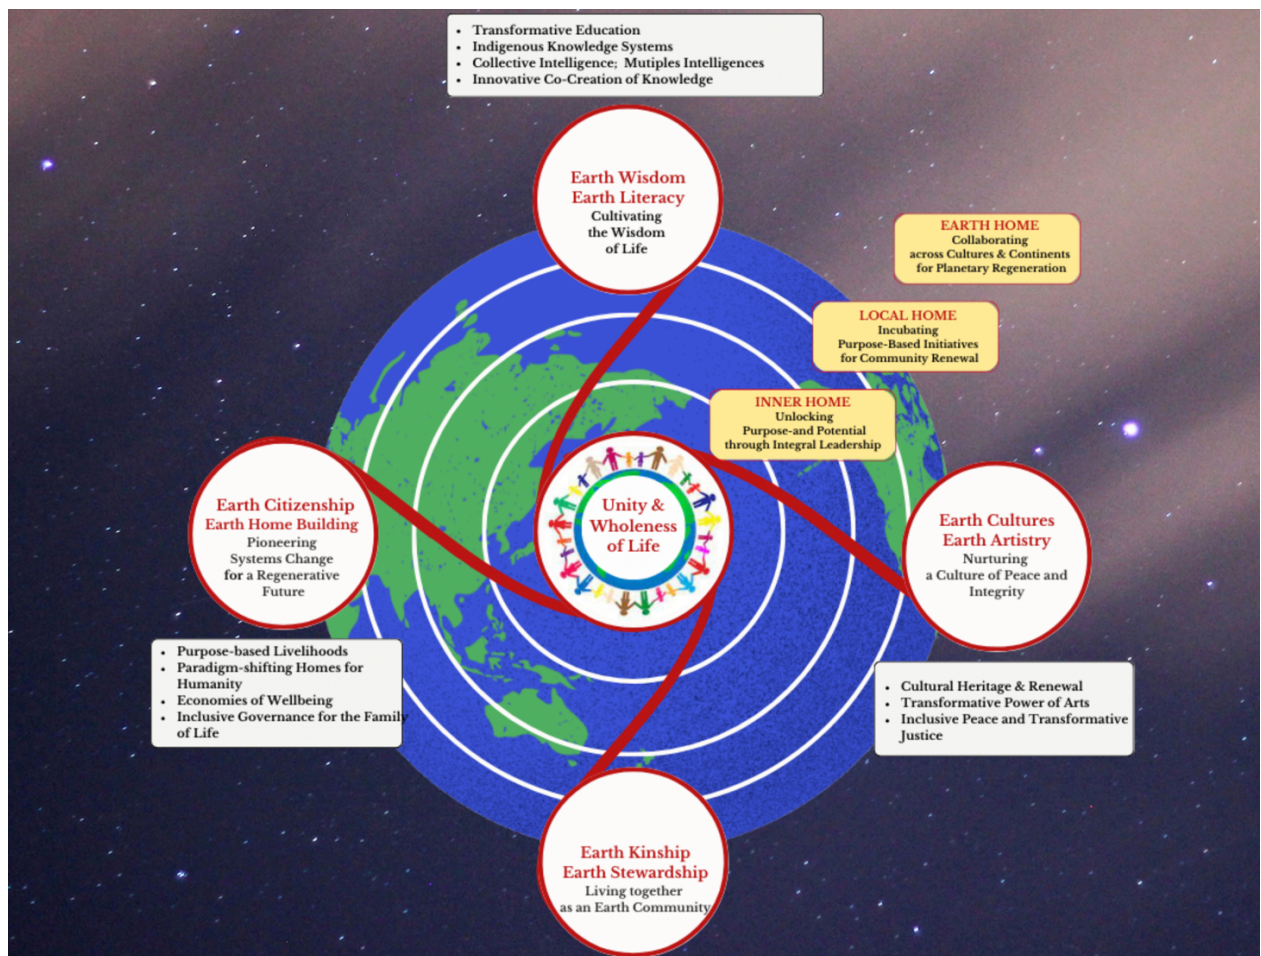 Transformative Education
Indigenous Knowledge Systems
Collective Intelligence; Mutiples Intelligences
Innovative Co-Creation of Knowledge
Earth Wisdom
Earth Literacy
Cultivating
the Wisdom
of Life
EARTH HOME
Collaborating
across Cultures & Continents
for Planetary Regeneration
LOCAL HOME
Incubating
Purpose-Based Initiatives
for Community Renewal
INNER HOME
Unlocking
Purpose-and Potential
through Integral Leadership
Earth Citizenship
Earth Home Building
Pioneering
Systems Change
for a Regenerative
Future
Unity &
Wholeness
of Life
Earth Cultures
Earth Artistry
Nurturing
a Culture of Peace and
Integrity
Purpose-based Livelihoods
Paradigm-shifting Homes for
Humanity
Economies of Wellbeing
Inclusive Governance for the Family
of Life
Cultural Heritage & Renewal
Transformative Power of Arts
Inclusive Peace and Transformative
Justice
Earth Kinship
Earth Stewardship
Living together
as an Earth Community